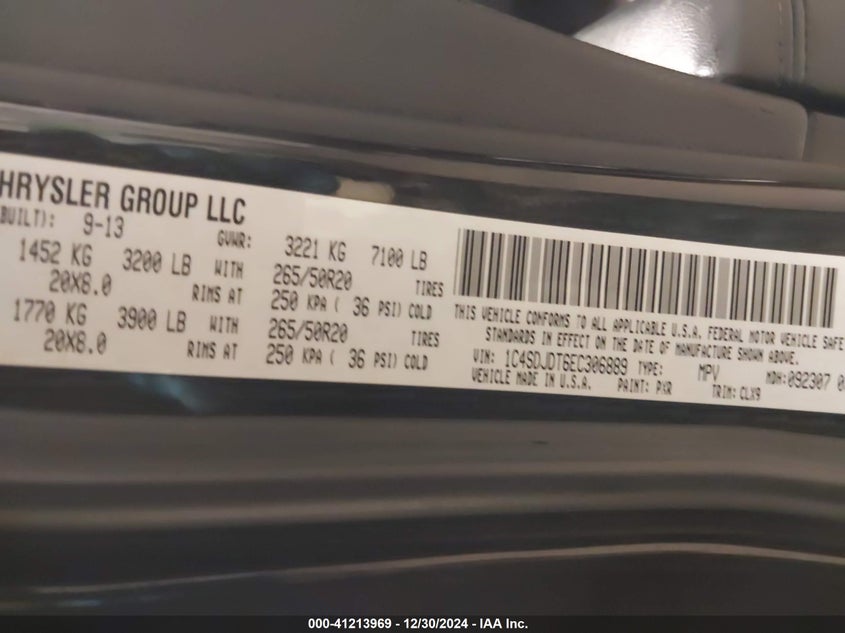 HRYSLER GROUP LLC
BUILT): 9-13 GVWR: 3221 KG 7100 LB
1452 KG 3200 LB WITH 265/50R20 TIRES
20X8.0 RIMS AT 250 KPA ( 36 PSI) COLD
1770 KG 3900 LB WITH 265/50R20 TIRES
20X8.0 RIMS AT 250 KPA ( 36 PSI) COLD
THIS VEHICLE CONFORMS TO ALL APPLICABLE U.S.A. FEDERAL MOTOR VEHICLE SAFE
STANDARDS IN EFFECT ON THE DATE OF MANUFACTURE SHOWN ABOVE.
VIN: 1C4SDJDT6EC306889 TYPE: MPV MDH:092307 0
VEHICLE MADE IN U.S.A. PAINT: PXR TRIM:CLX9
000-41213969 - 12/30/2024 - IAA Inc.